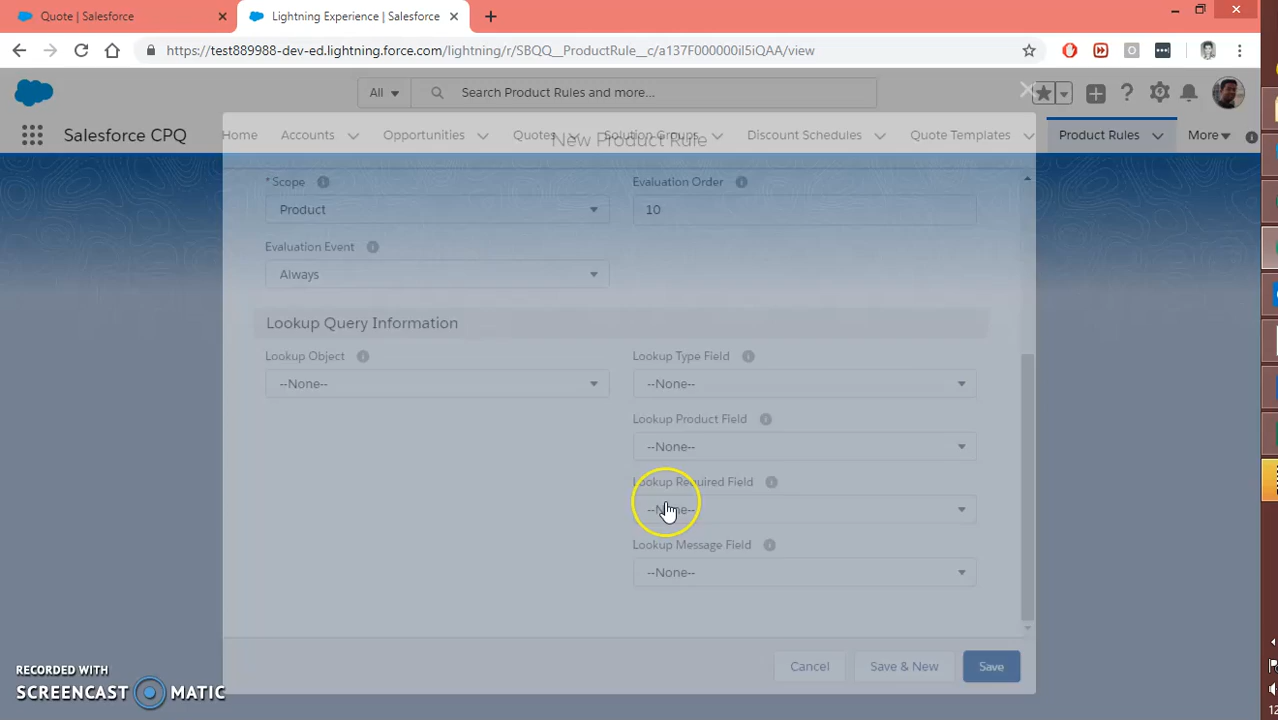 Quote | Salesforce
Lightning Experience | Salesforce
https://test889988-dev-ed.lightning.force.com/lightning/r/SBQQ__ProductRule__c/a137F000000il5iQAA/view
All
Search Product Rules and more...
Salesforce CPQ
Home
Accounts
Opportunities
Quotes
Solution Groups
Discount Schedules
Quote Templates
Product Rules
More
New Product Rule
* Scope
Product
Evaluation Order
10
Evaluation Event
Always
Lookup Query Information
Lookup Object
--None--
Lookup Type Field
--None--
Lookup Product Field
--None--
Lookup Required Field
--None--
Lookup Message Field
--None--
Cancel
Save & New
Save
RECORDED WITH
SCREENCAST MATIC